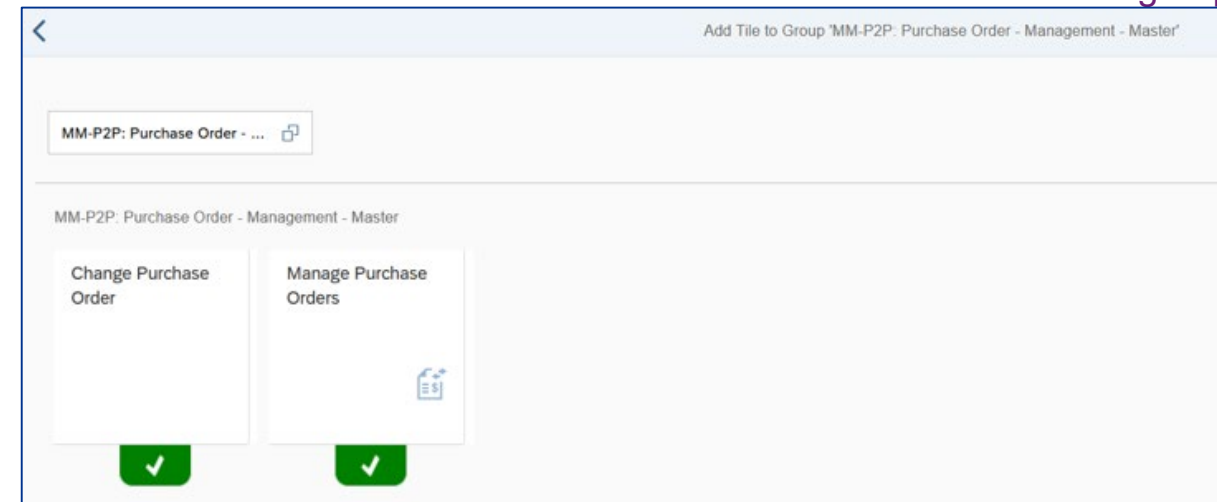 Add Tile to Group 'MM-P2P: Purchase Order - Management - Master'
MM-P2P: Purchase Order - ...
MM-P2P: Purchase Order - Management - Master
Change Purchase
Order
Manage Purchase
Orders